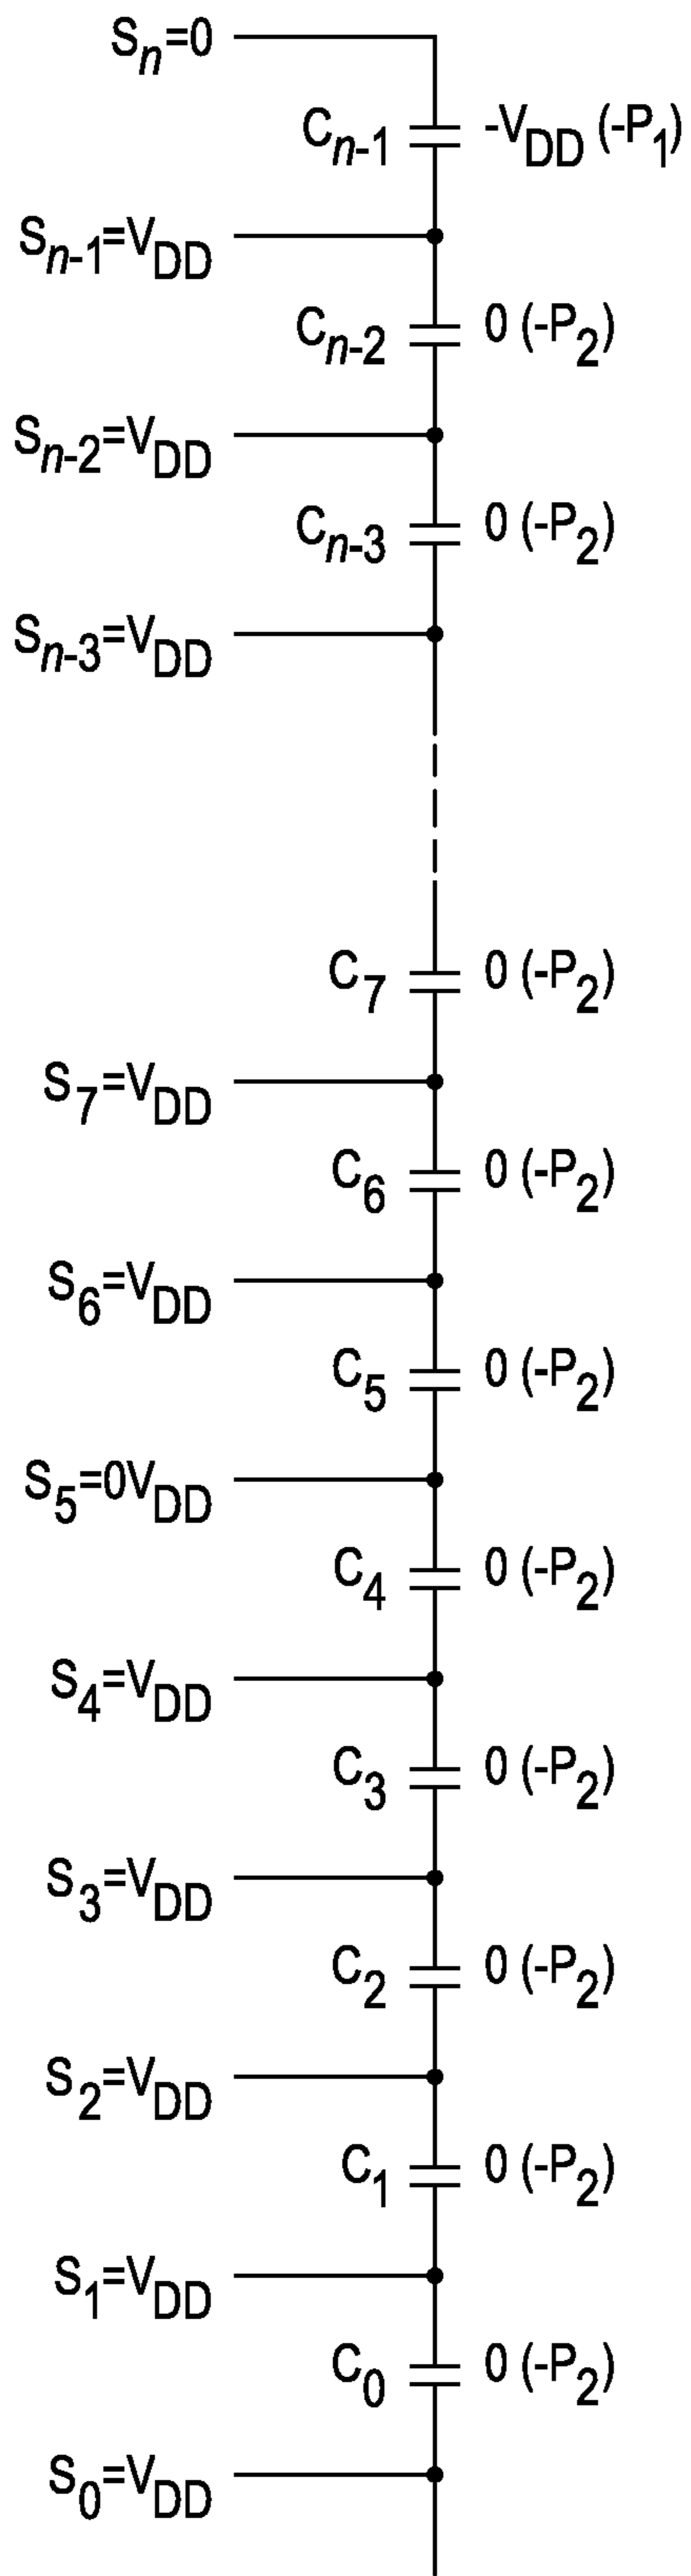 Sn=0
Cn-1 -VDD (-P1)
Sn-1=VDD
Cn-2 0 (-P2)
Sn-2=VDD
Cn-3 0 (-P2)
Sn-3=VDD
C7 0 (-P2)
S7=VDD
C6 0 (-P2)
S6=VDD
C5 0 (-P2)
S5=0VDD
C4 0 (-P2)
S4=VDD
C3 0 (-P2)
S3=VDD
C2 0 (-P2)
S2=VDD
C1 0 (-P2)
S1=VDD
C0 0 (-P2)
S0=VDD